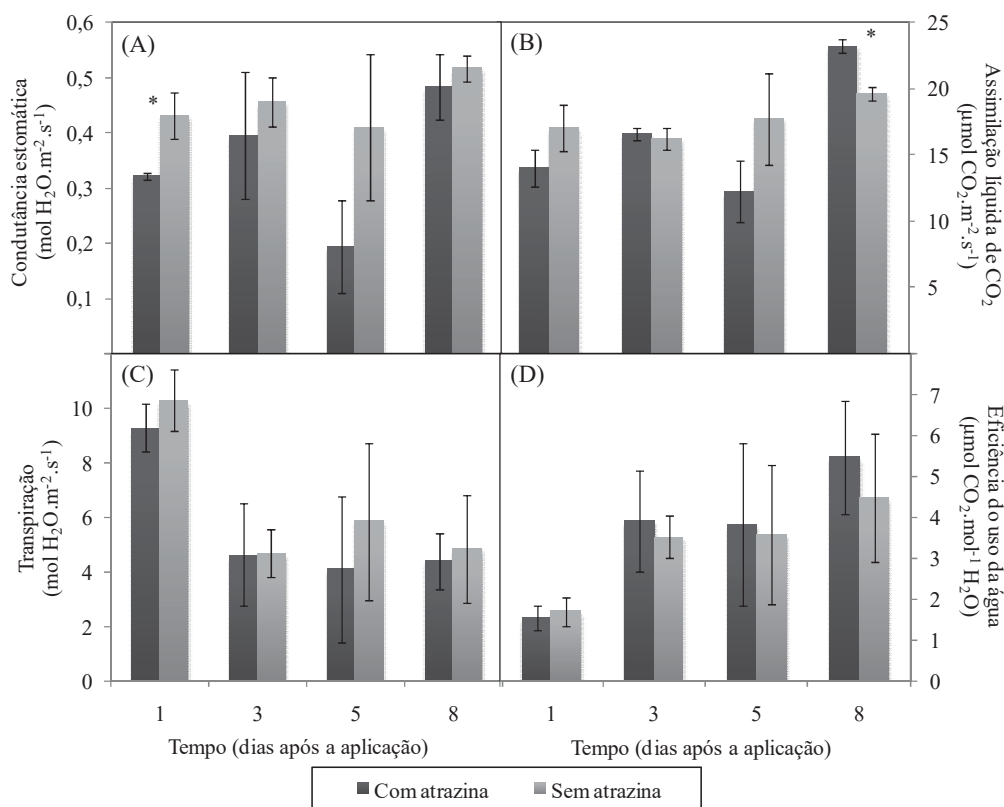 (A)
0,6
0,5
0,4
0,3
0,2
0,1
Condutância estomática
(mol H₂O.m⁻².s⁻¹)
*
(B)
*
25
20
15
10
5
Assimilação líquida de CO₂
(μmol CO₂.m⁻².s⁻¹)
(C)
10
8
6
4
2
0
Transpiração
(mol H₂O.m⁻².s⁻¹)
(D)
7
6
5
4
3
2
1
0
Eficiência do uso da água
(μmol CO₂.mol⁻¹ H₂O)
1 3 5 8
1 3 5 8
Tempo (dias após a aplicação)
Tempo (dias após a aplicação)
Com atrazina Sem atrazina